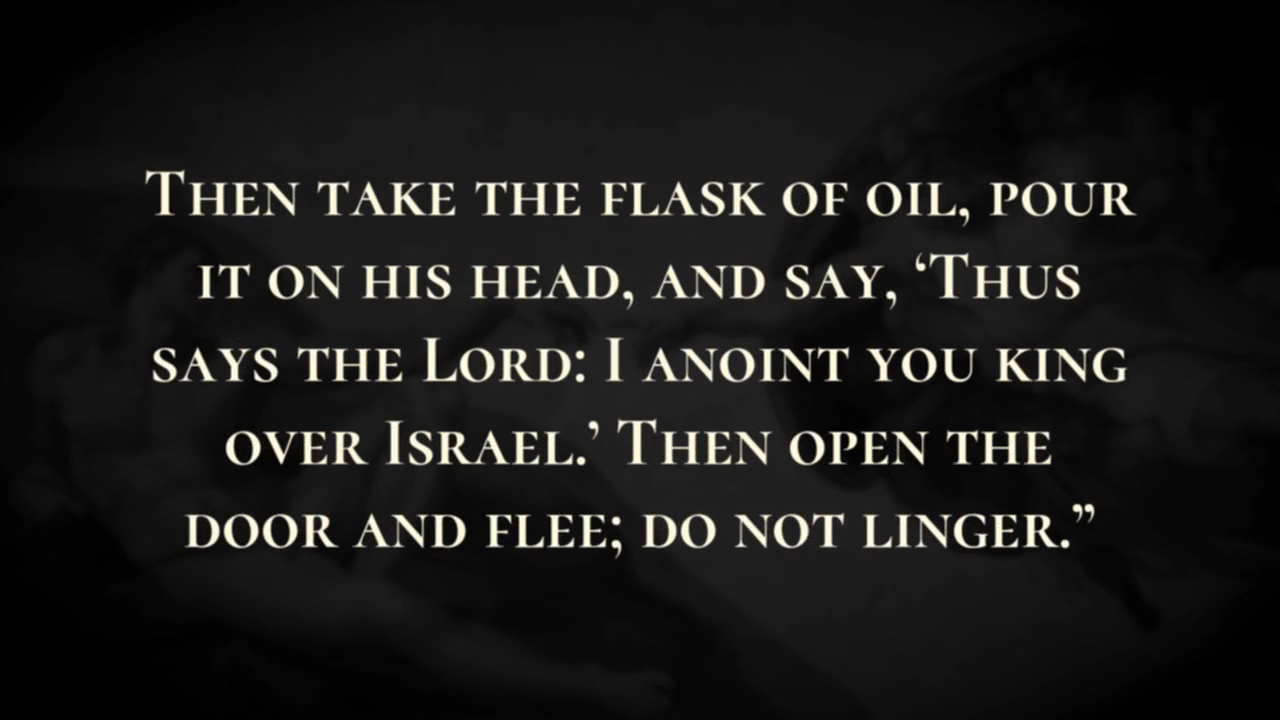 Then take the flask of oil, pour
it on his head, and say, ‘Thus
says the Lord: I anoint you king
over Israel.’ Then open the
door and flee; do not linger.”